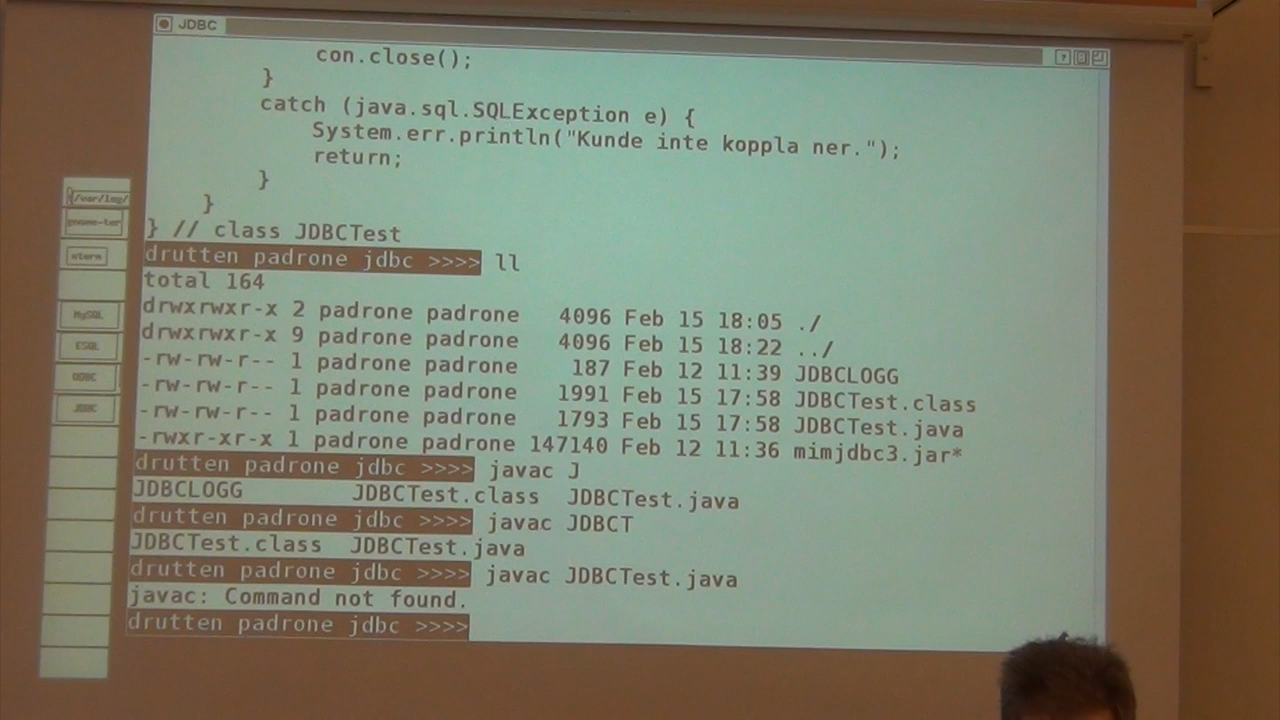 JDBC
con.close();
}
catch (java.sql.SQLException e) {
System.err.println("Kunde inte koppla ner.");
return;
}
}
} // class JDBCTest
drutten padrone jdbc >>>> ll
total 164
drwxrwxr-x 2 padrone padrone 4096 Feb 15 18:05 ./
drwxrwxr-x 9 padrone padrone 4096 Feb 15 18:22 ../
-rw-rw-r-- 1 padrone padrone 187 Feb 12 11:39 JDBCLOGG
-rw-rw-r-- 1 padrone padrone 1991 Feb 15 17:58 JDBCTest.class
-rw-rw-r-- 1 padrone padrone 1793 Feb 15 17:58 JDBCTest.java
-rwxr-xr-x 1 padrone padrone 147140 Feb 12 11:36 mimjdbc3.jar*
drutten padrone jdbc >>>> javac J
JDBCLOGG JDBCTest.class JDBCTest.java
drutten padrone jdbc >>>> javac JDBCT
JDBCTest.class JDBCTest.java
drutten padrone jdbc >>>> javac JDBCTest.java
javac: Command not found.
drutten padrone jdbc >>>>
/var/log/
gnome-ter
xterm
MySQL
ESQL
ODBC
JDBC